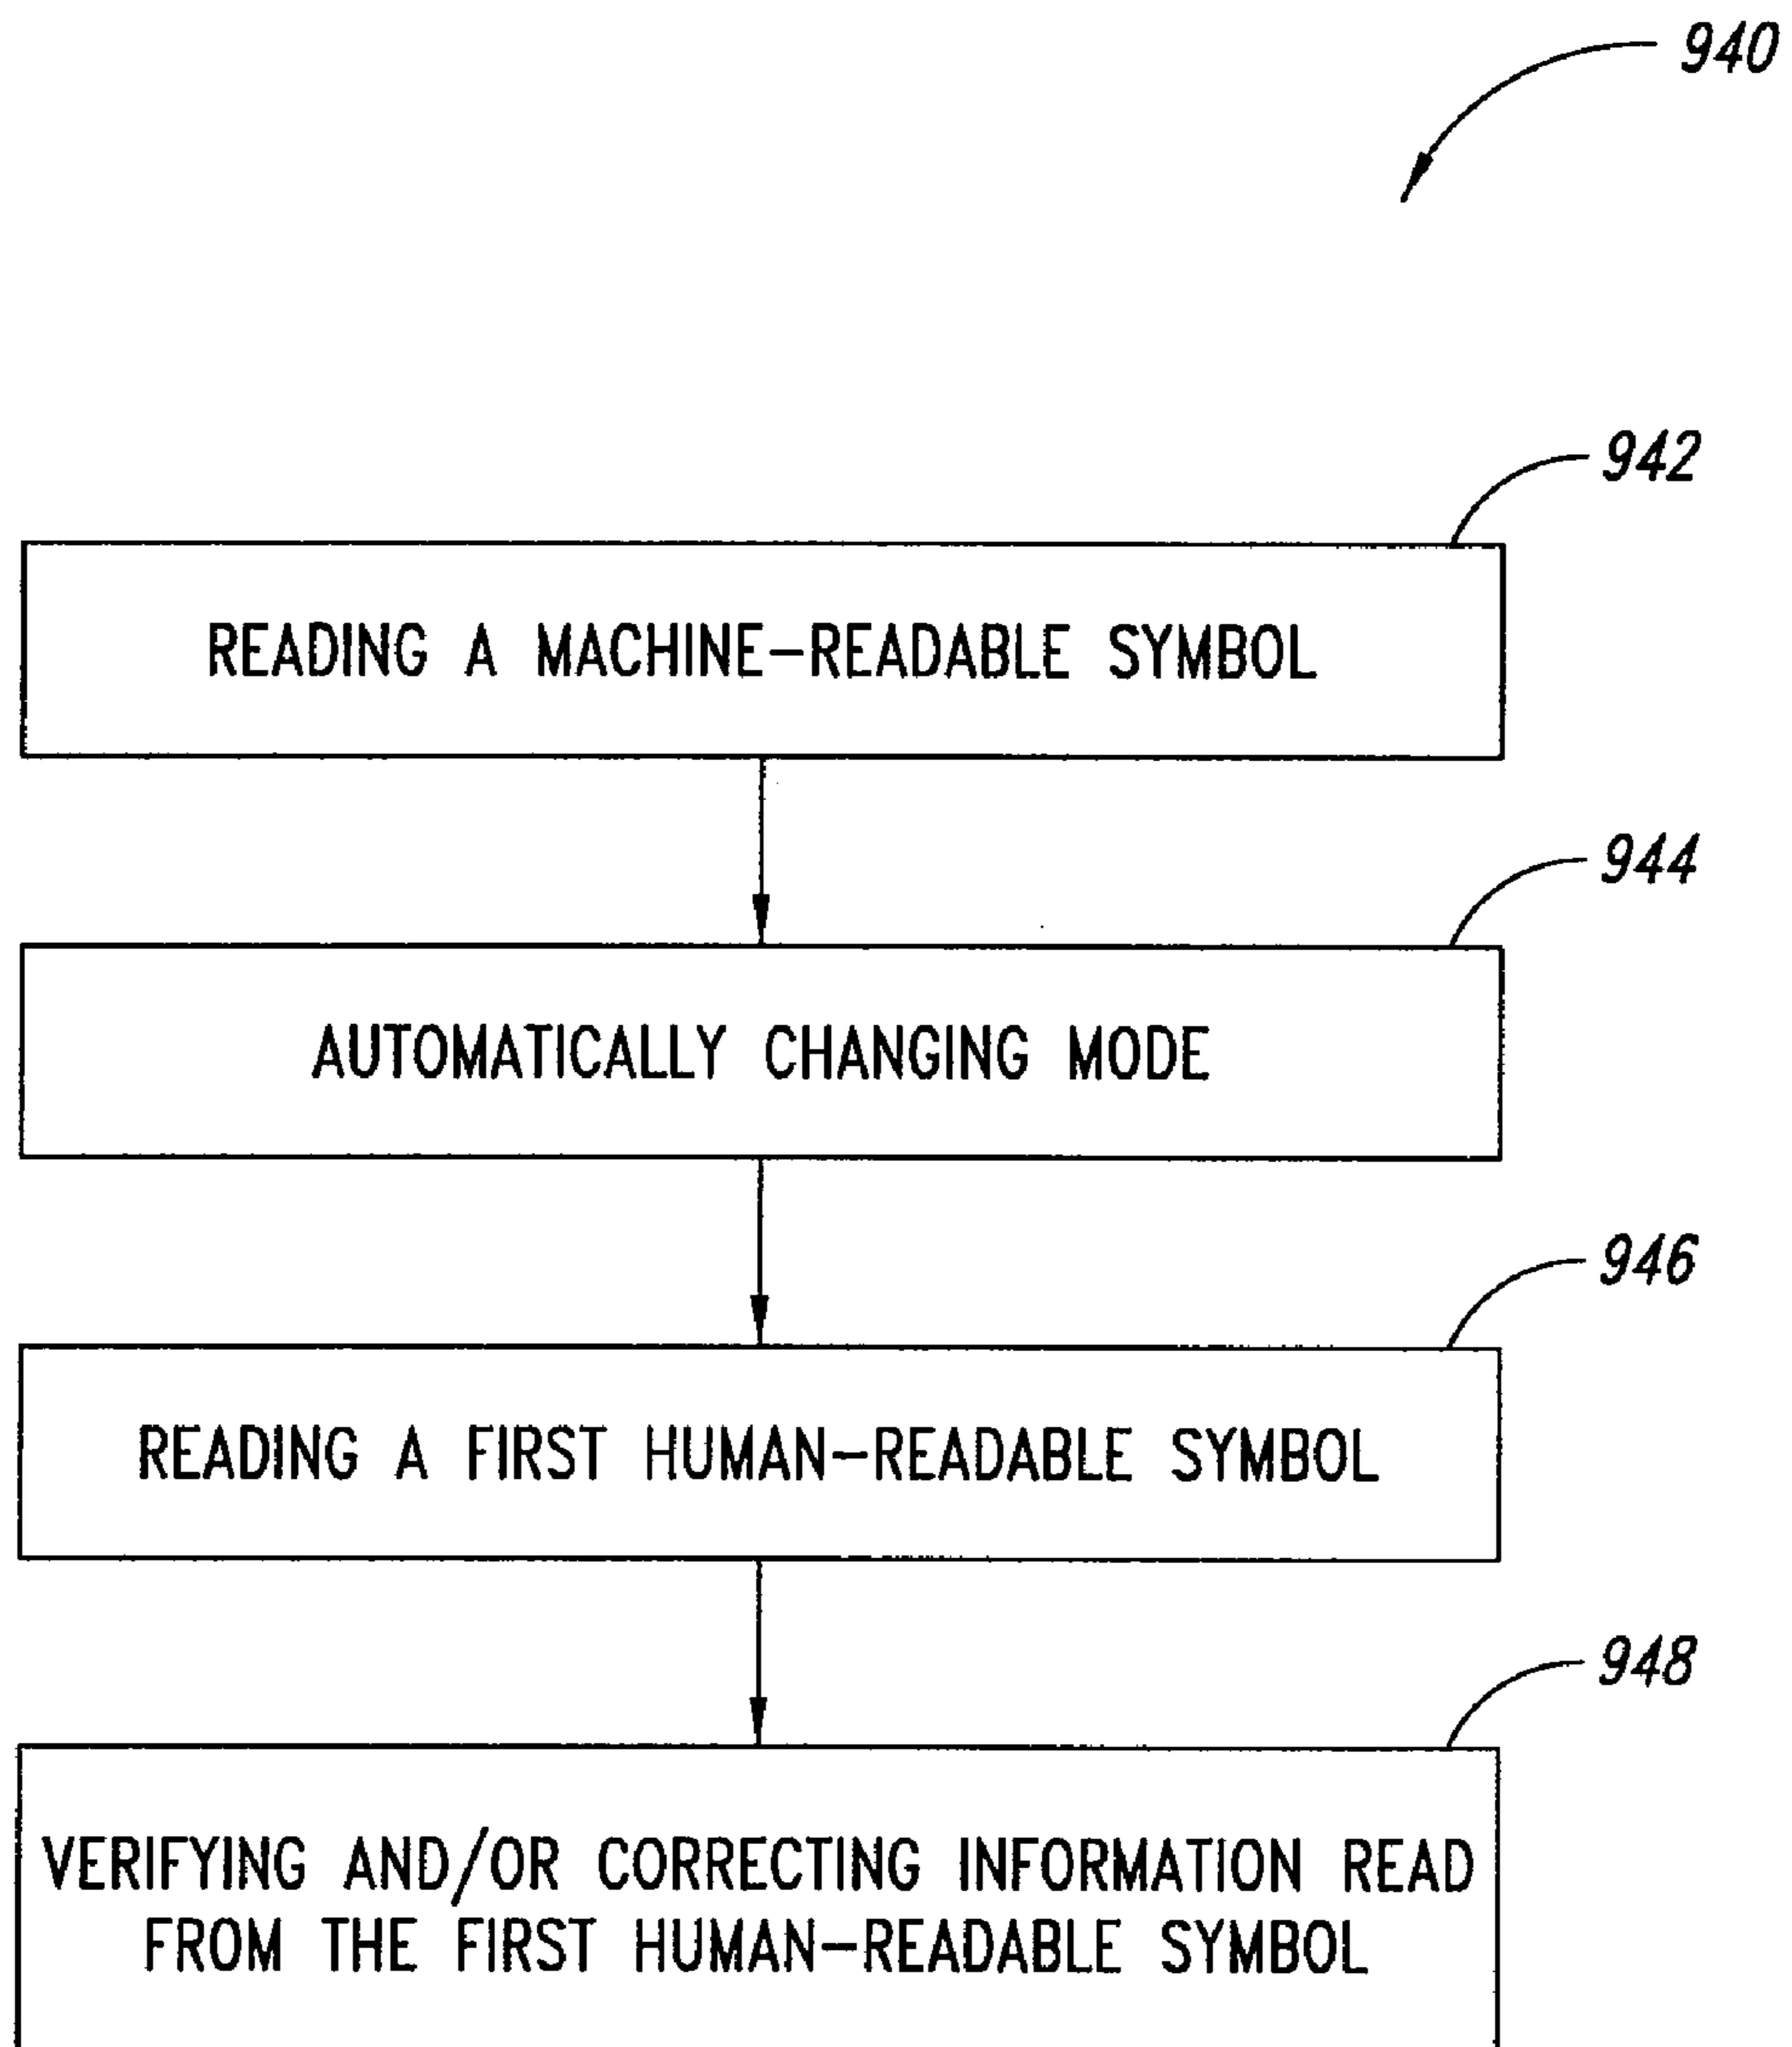 940
942
READING A MACHINE-READABLE SYMBOL
944
AUTOMATICALLY CHANGING MODE
946
READING A FIRST HUMAN-READABLE SYMBOL
948
VERIFYING AND/OR CORRECTING INFORMATION READ
FROM THE FIRST HUMAN-READABLE SYMBOL